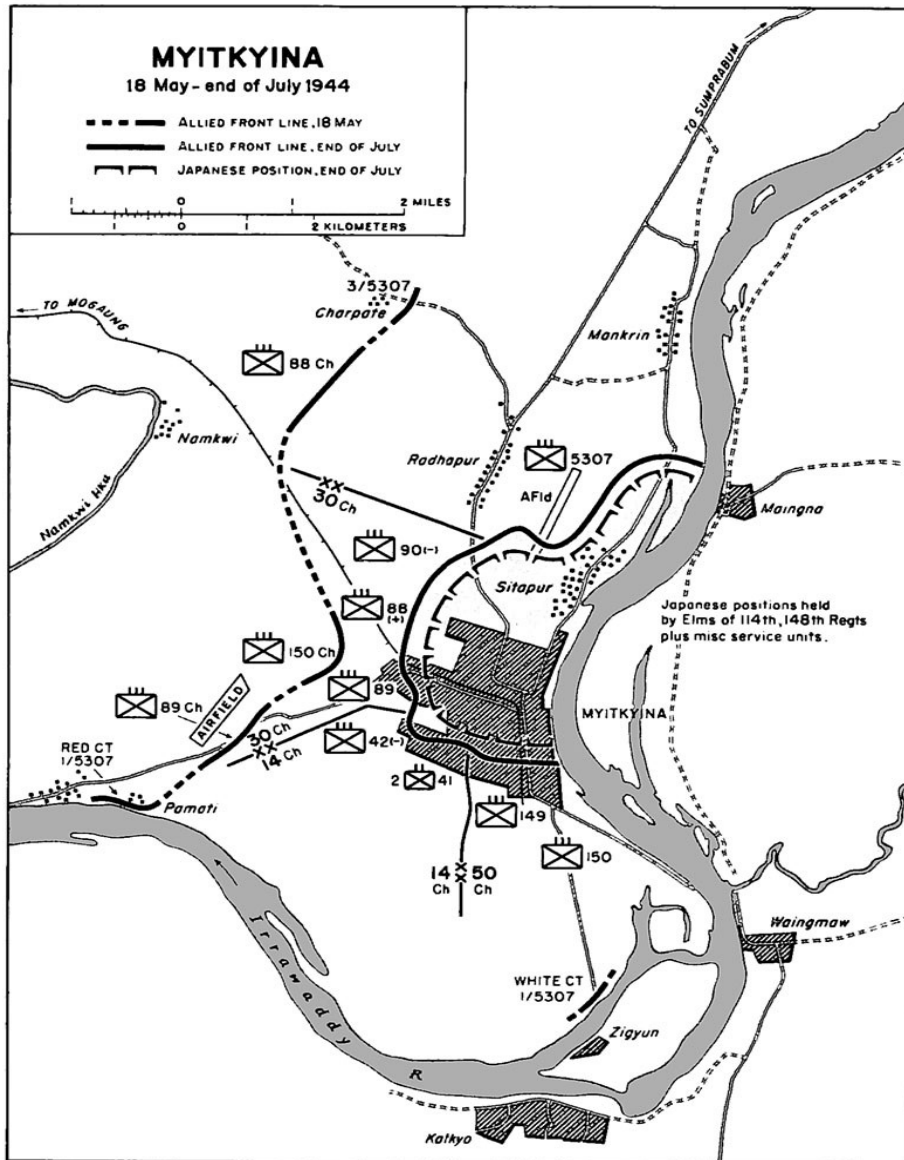 MYITKYINA
18 May – end of July 1944
ALLIED FRONT LINE, 18 MAY
ALLIED FRONT LINE, END OF JULY
JAPANESE POSITION, END OF JULY
1 0 2 MILES
1 0 2 KILOMETERS
TO SUMPRABUM
3/5307
Charpate
TO MOGAUNG
88 Ch
Mankrin
Namkwi
Radhapur
5307
AFld
XX
30 Ch
Maingna
Namkwi Hka
90(-)
Sitapur
88
(+)
Japanese positions held
by Elms of 114th, 148th Regts
plus misc service units.
150 Ch
89
89 Ch
AIRFIELD
MYITKYINA
30
Ch
XX
14
Ch
42(-)
RED CT
1/5307
Pamati
2 41
149
150
14 XX 50
Ch Ch
Waingmaw
WHITE CT
1/5307
Irrawaddy R
Zigyun
Katkyo